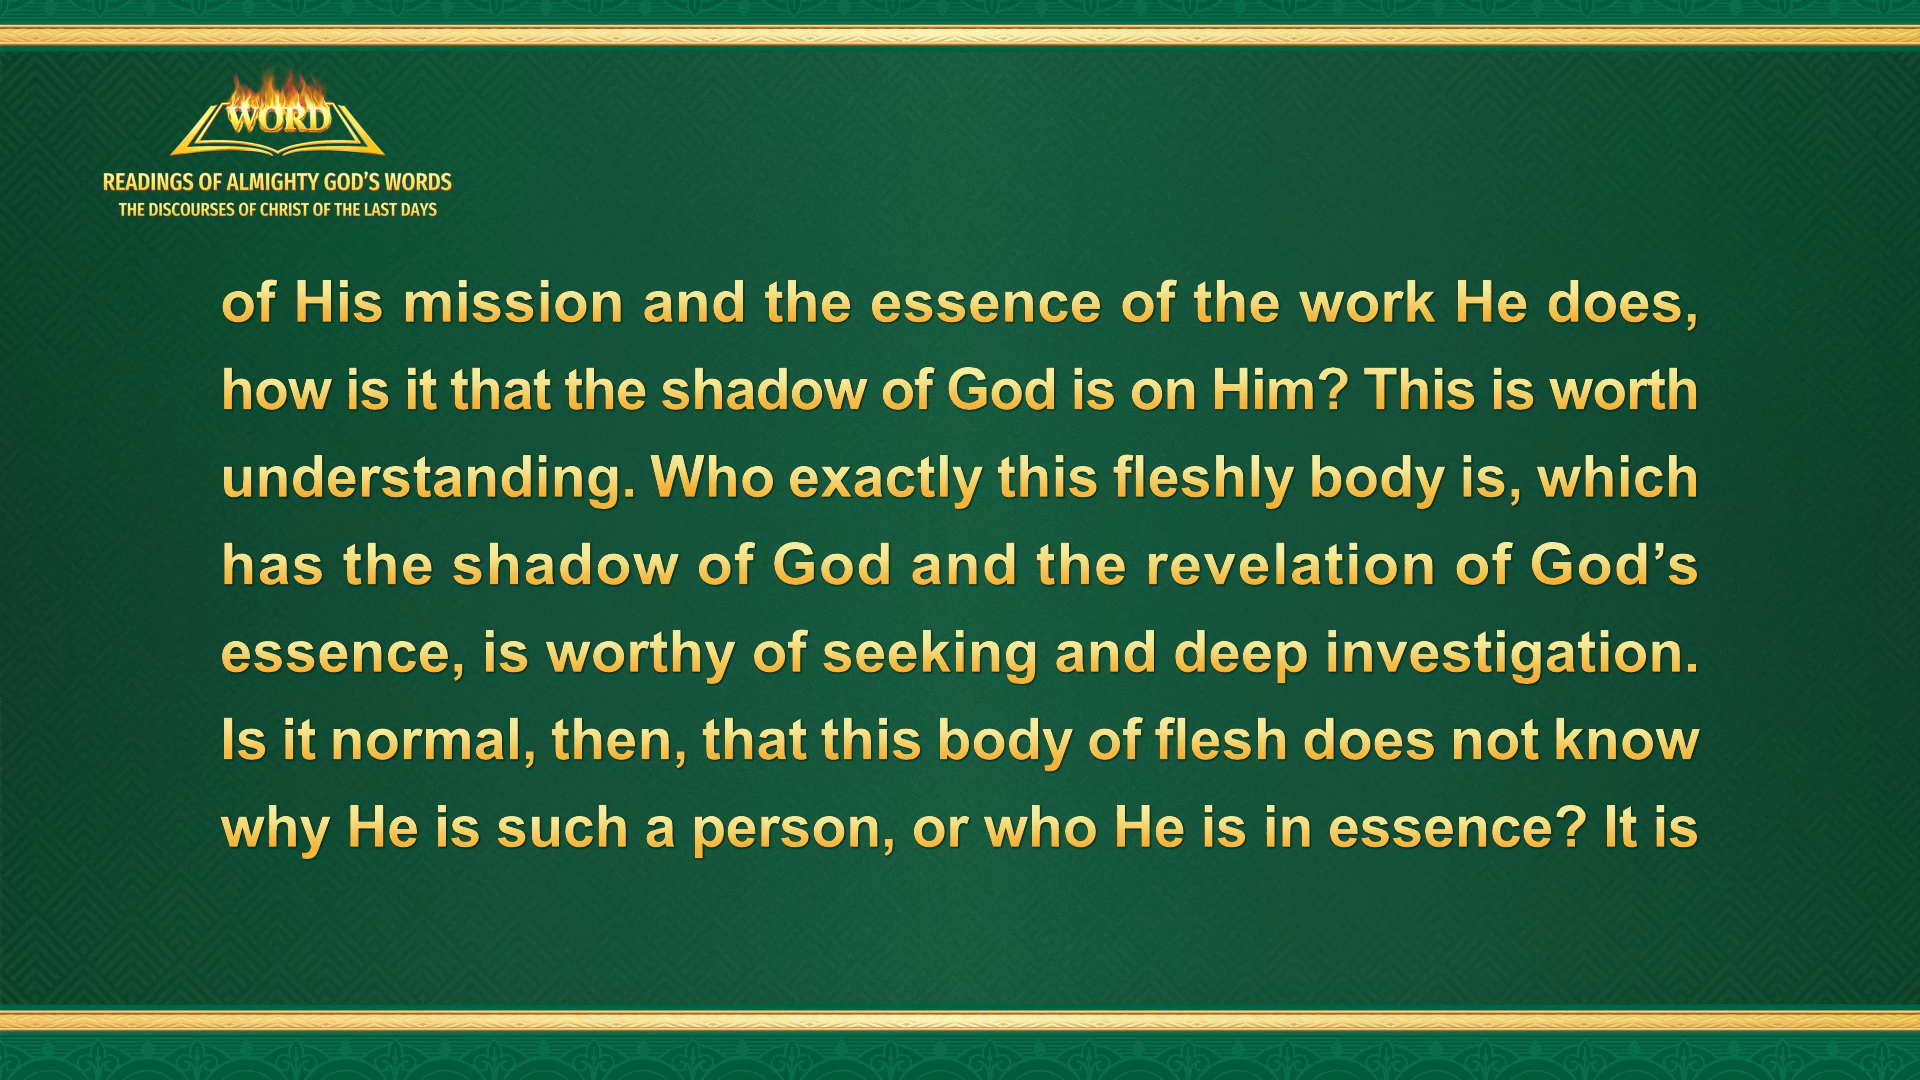 WORD
READINGS OF ALMIGHTY GOD’S WORDS
THE DISCOURSES OF CHRIST OF THE LAST DAYS
of His mission and the essence of the work He does,
how is it that the shadow of God is on Him? This is worth
understanding. Who exactly this fleshly body is, which
has the shadow of God and the revelation of God’s
essence, is worthy of seeking and deep investigation.
Is it normal, then, that this body of flesh does not know
why He is such a person, or who He is in essence? It is